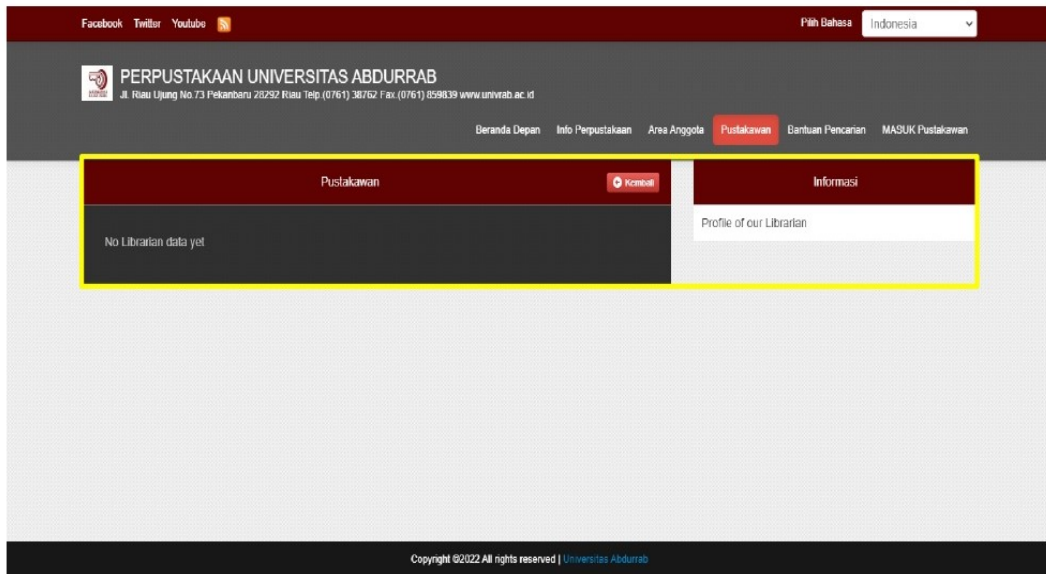 Facebook Twitter Youtube
Pilih Bahasa Indonesia
PERPUSTAKAAN UNIVERSITAS ABDURRAB
Jl. Riau Ujung No.73 Pekanbaru 28292 Riau Telp.(0761) 38762 Fax.(0761) 859839 www.univrab.ac.id
Beranda Depan Info Perpustakaan Area Anggota Pustakawan Bantuan Pencarian MASUK Pustakawan
Pustakawan Kembali
Informasi
No Librarian data yet
Profile of our Librarian
Copyright ©2022 All rights reserved | Universitas Abdurrab